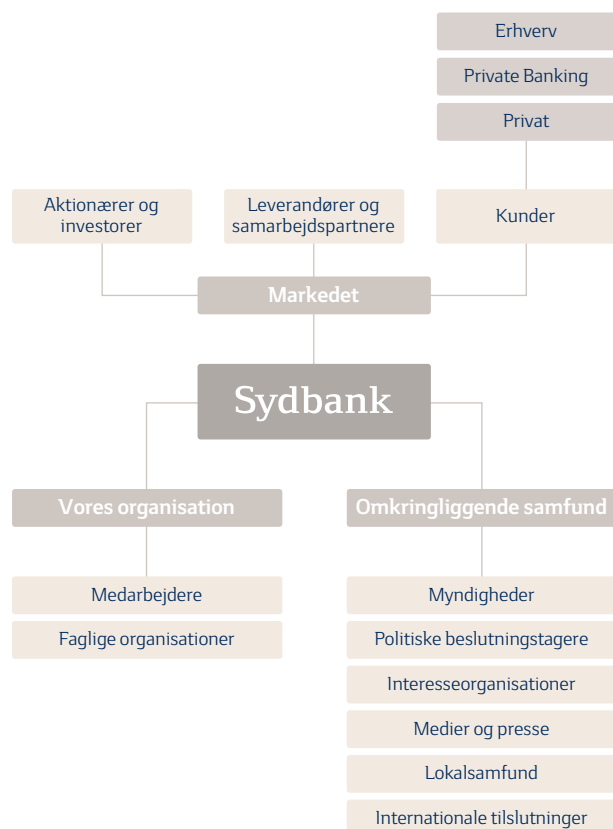 Erhverv
Private Banking
Privat
Aktionærer og
investorer
Leverandører og
samarbejdspartnere
Kunder
Markedet
Sydbank
Vores organisation
Omkringliggende samfund
Medarbejdere
Faglige organisationer
Myndigheder
Politiske beslutningstagere
Interesseorganisationer
Medier og presse
Lokalsamfund
Internationale tilslutninger